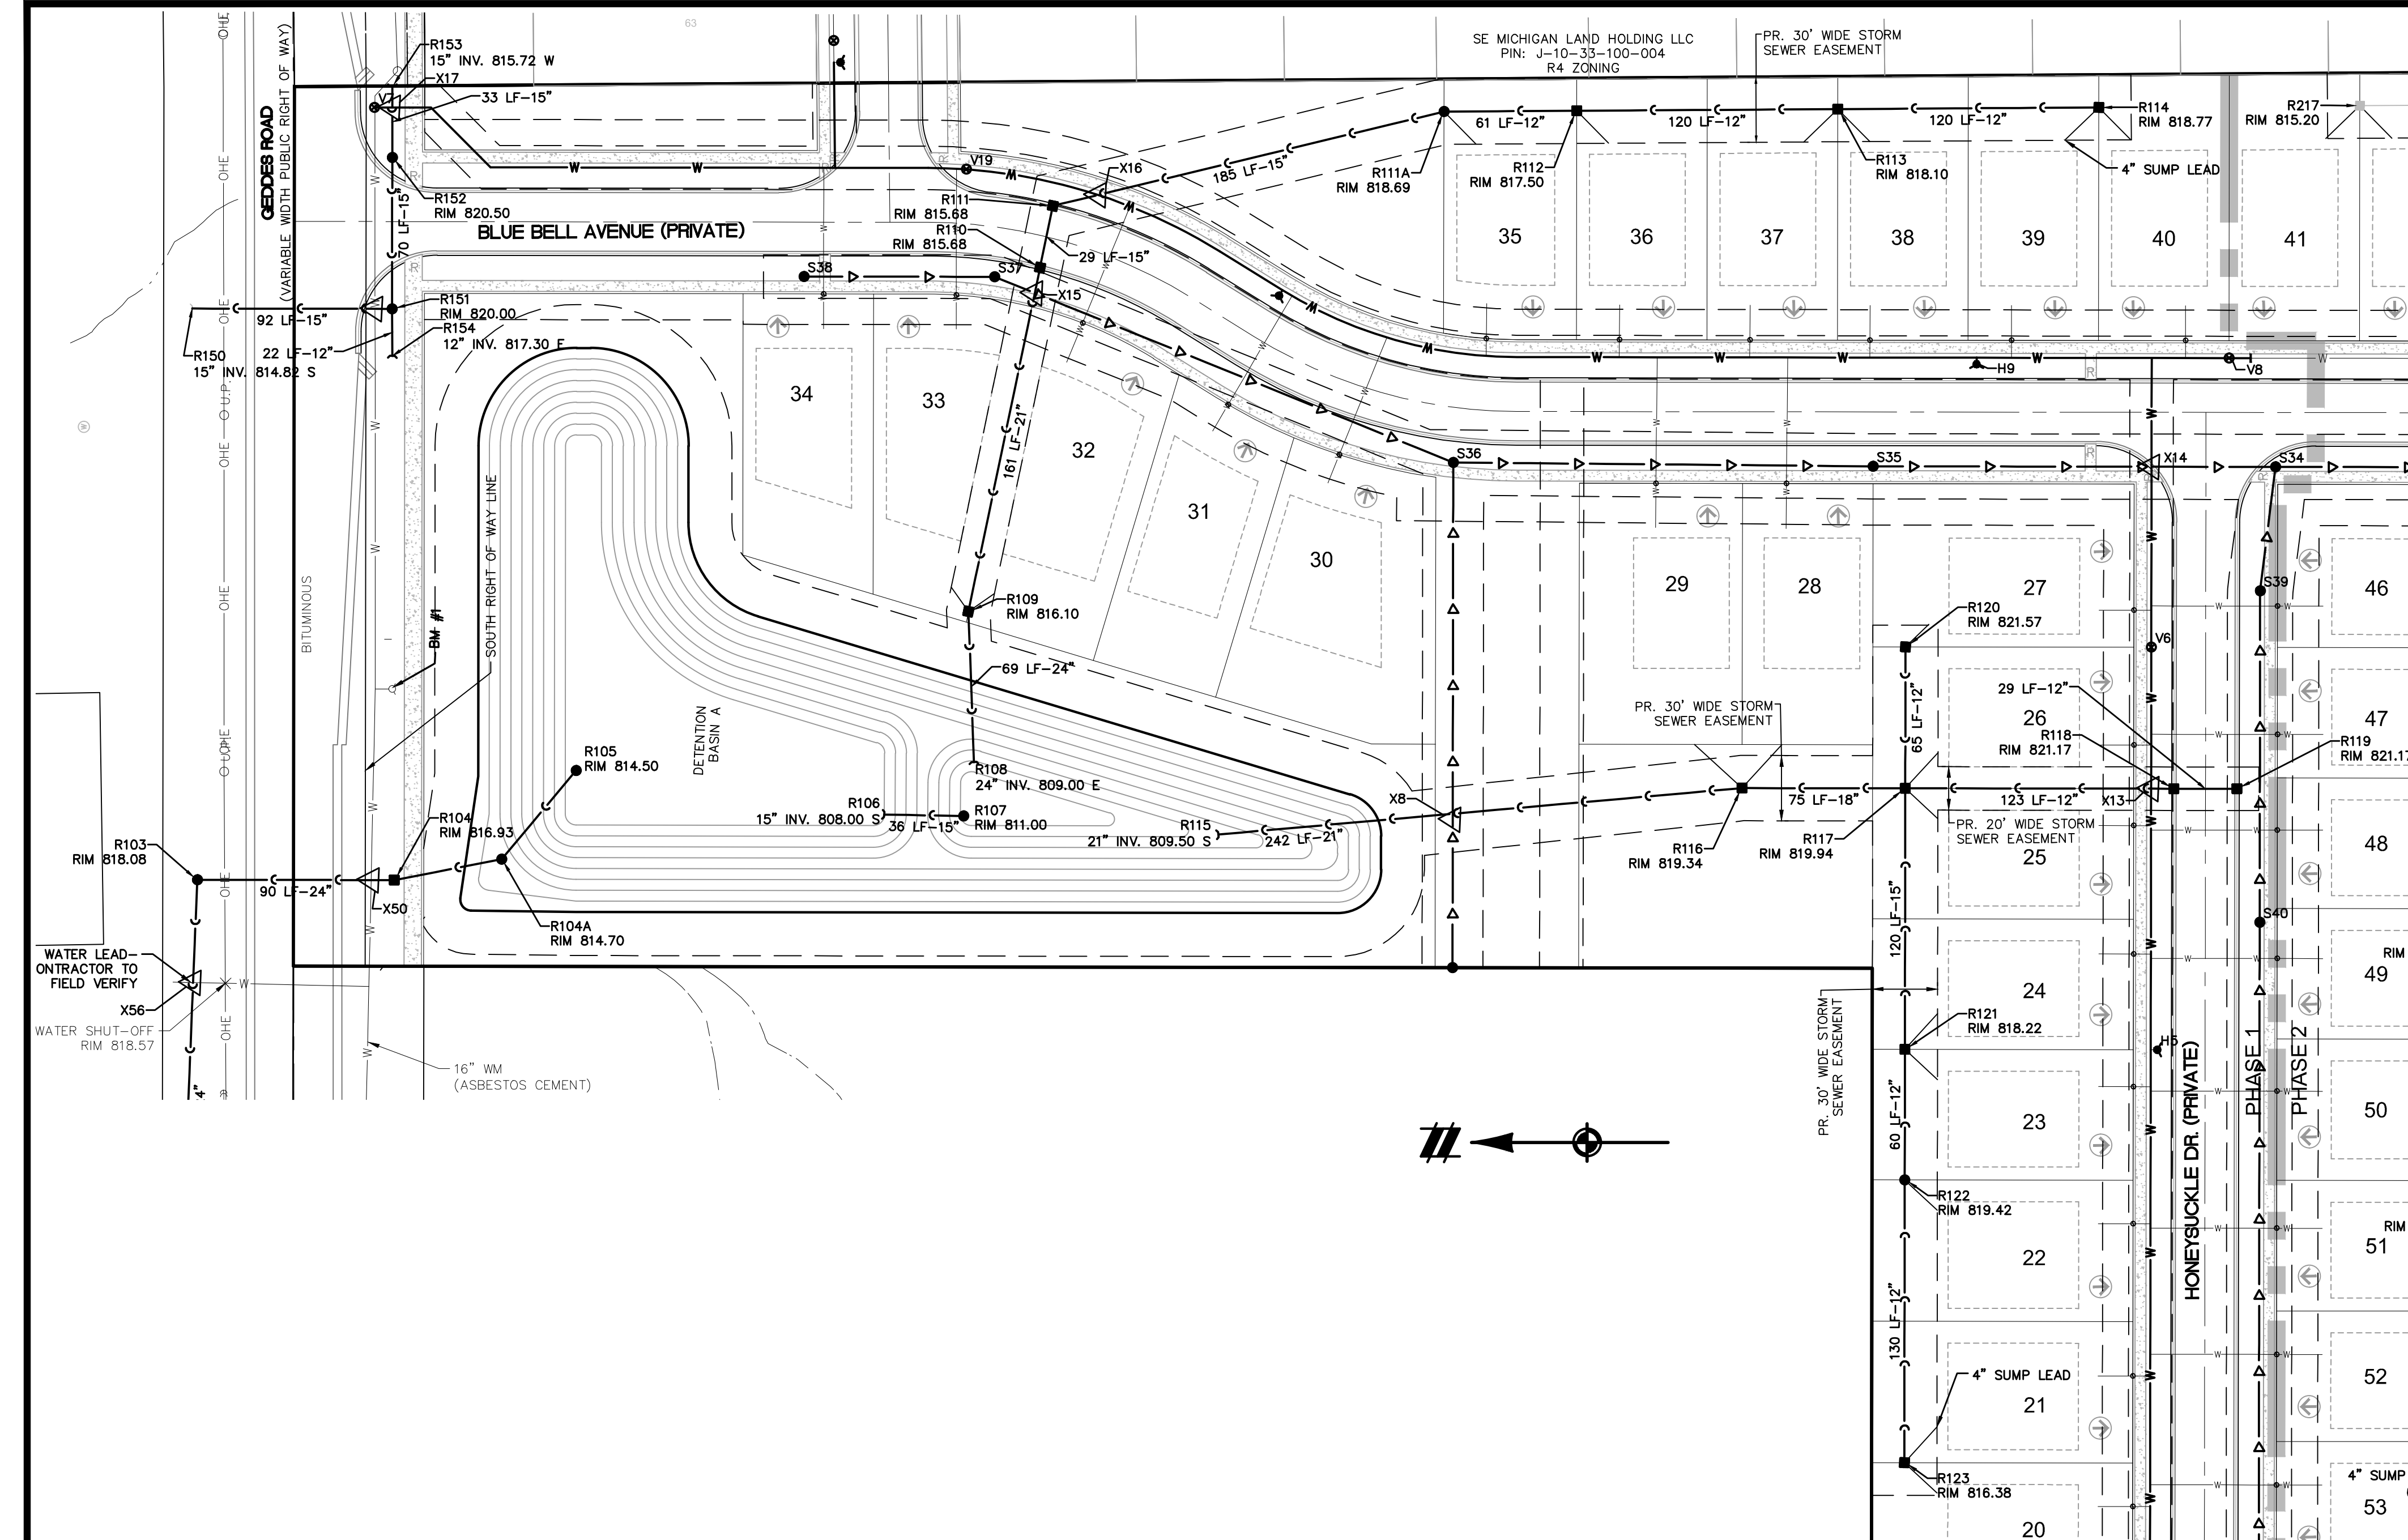 63
R153
15" INV. 815.72 W
X17
V7
33 LF-15"
GEDDES ROAD
(VARIABLE WIDTH PUBLIC RIGHT OF WAY)
SE MICHIGAN LAND HOLDING LLC
PIN: J-10-33-100-004
R4 ZONING
PR. 30' WIDE STORM
SEWER EASEMENT
R114
RIM 818.77
R217
RIM 815.20
61 LF-12"
120 LF-12"
120 LF-12"
R111A
RIM 818.69
R112
RIM 817.50
R113
RIM 818.10
4" SUMP LEAD
185 LF-15"
X16
V19
R152
RIM 820.50
70 LF-15"
BLUE BELL AVENUE (PRIVATE)
R111
RIM 815.68
R110
RIM 815.68
29 LF-15"
35
36
37
38
39
40
41
S38
S37
X15
R151
RIM 820.00
R154
12" INV. 817.30 E
92 LF-15"
22 LF-12"
R150
15" INV. 814.82 S
OHE
OHE
OHE
U.P.
OHE
OHE
OHE
U.P.
OHE
OHE
H9
V8
34
33
32
31
30
161 LF-21"
S36
S35
X14
S34
BITUMINOUS
BM #1
SOUTH RIGHT OF WAY LINE
R109
RIM 816.10
69 LF-24"
29
28
27
46
S39
R120
RIM 821.57
V6
65 LF-12"
29 LF-12"
26
47
R118
RIM 821.17
R119
RIM 821.17
PR. 30' WIDE STORM
SEWER EASEMENT
DETENTION
BASIN A
R105
RIM 814.50
R108
24" INV. 809.00 E
R106
15" INV. 808.00 S
36 LF-15"
R107
RIM 811.00
R115
21" INV. 809.50 S
242 LF-21"
X8
75 LF-18"
123 LF-12"
X13
R116
RIM 819.34
R117
RIM 819.94
PR. 20' WIDE STORM
SEWER EASEMENT
25
48
R103
RIM 818.08
R104
RIM 816.93
90 LF-24"
X50
R104A
RIM 814.70
120 LF-15"
S40
WATER LEAD-
ONTRACTOR TO
FIELD VERIFY
X56
WATER SHUT-OFF
RIM 818.57
16" WM
(ASBESTOS CEMENT)
4"
RIM
49
24
PR. 30' WIDE STORM
SEWER EASEMENT
R121
RIM 818.22
H5
PHASE 1
PHASE 2
HONEYSUCKLE DR. (PRIVATE)
60 LF-12"
23
50
R122
RIM 819.42
RIM
51
22
130 LF-12"
4" SUMP LEAD
21
52
R123
RIM 816.38
4" SUMP
53
20